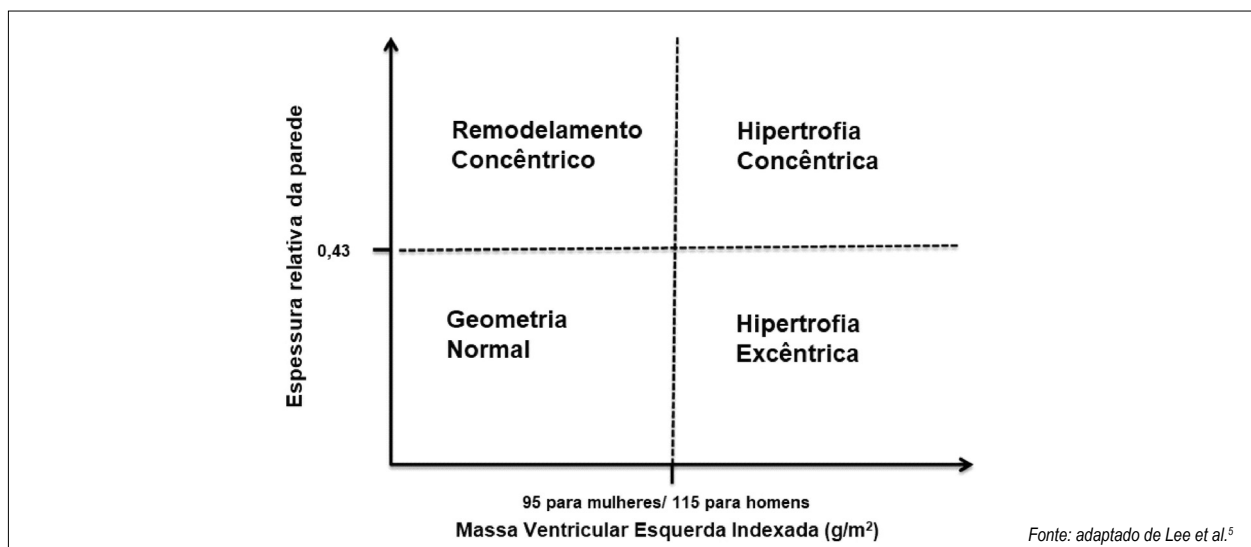 Espessura relativa da parede
0,43
Remodelamento
Concêntrico
Hipertrofia
Concêntrica
Geometria
Normal
Hipertrofia
Excêntrica
95 para mulheres/ 115 para homens
Massa Ventricular Esquerda Indexada (g/m²)
Fonte: adaptado de Lee et al.⁵